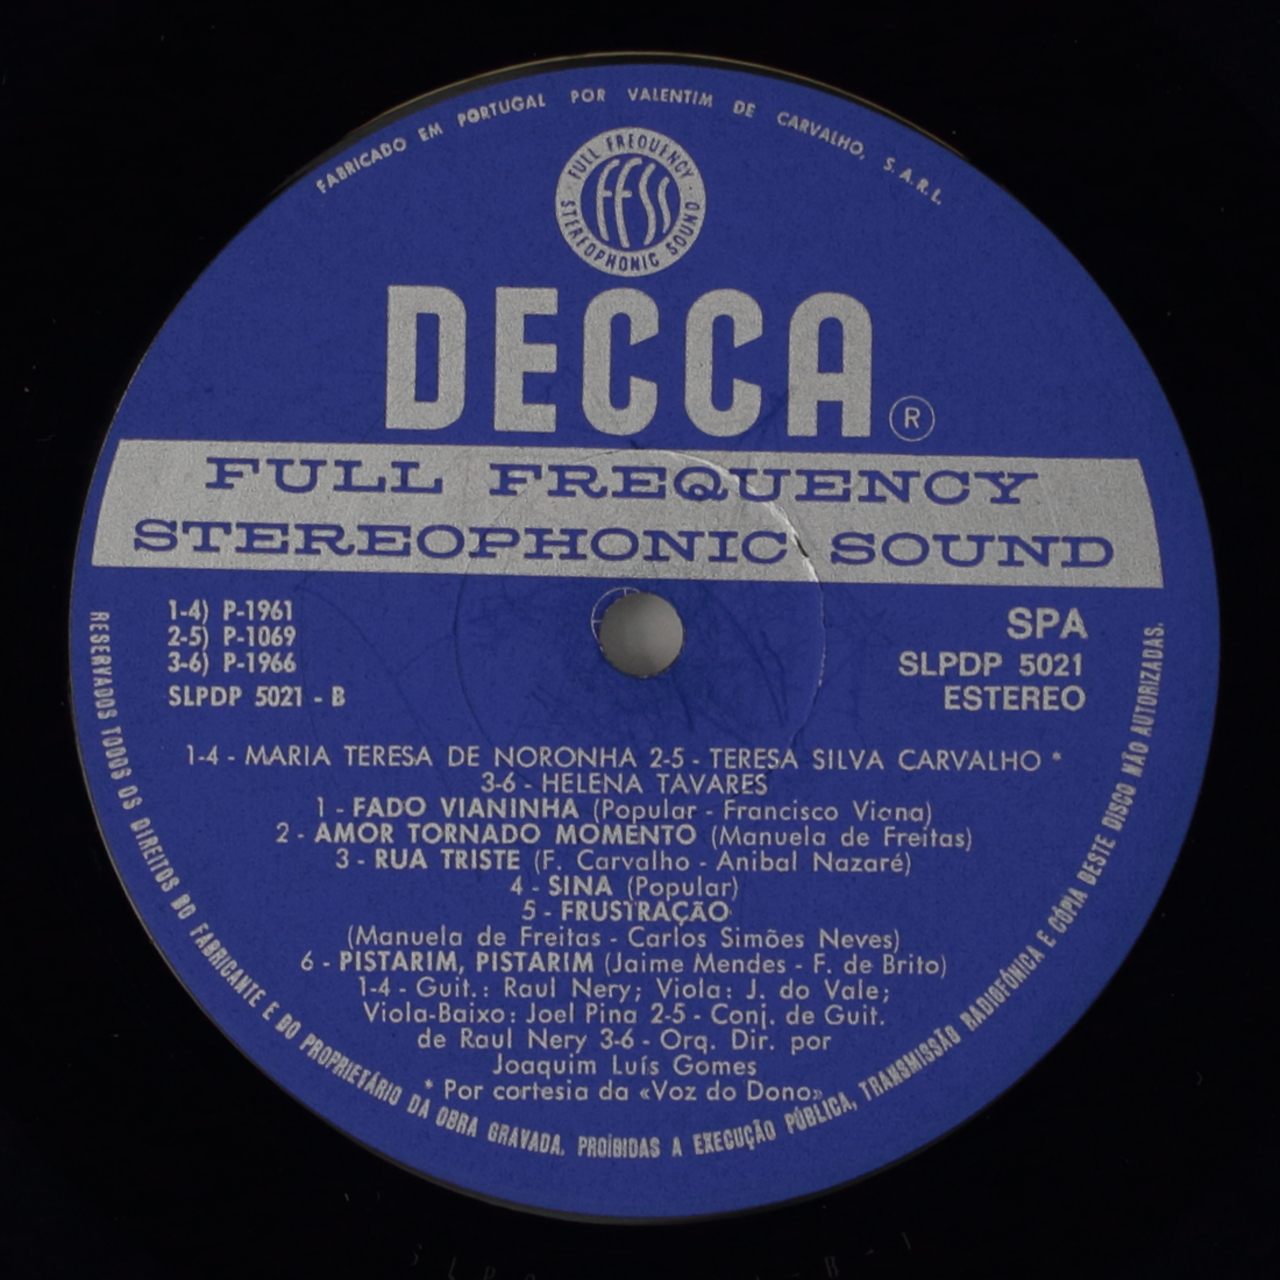 FABRICADO EM PORTUGAL POR VALENTIM DE CARVALHO, S.A.R.L.
FULL FREQUENCY
FFSS
STEREOPHONIC SOUND
DECCA ®
FULL FREQUENCY
STEREOPHONIC SOUND
1-4) P-1961
2-5) P-1069
3-6) P-1966
SLPDP 5021 - B
SPA
SLPDP 5021
ESTEREO
1-4 - MARIA TERESA DE NORONHA 2-5 - TERESA SILVA CARVALHO *
3-6 - HELENA TAVARES
1 - FADO VIANINHA (Popular - Francisco Viana)
2 - AMOR TORNADO MOMENTO (Manuela de Freitas)
3 - RUA TRISTE (F. Carvalho - Anibal Nazaré)
4 - SINA (Popular)
5 - FRUSTRAÇÃO
(Manuela de Freitas - Carlos Simões Neves)
6 - PISTARIM, PISTARIM (Jaime Mendes - F. de Brito)
1-4 - Guit.: Raul Nery; Viola: J. do Vale;
Viola-Baixo: Joel Pina 2-5 - Conj. de Guit.
de Raul Nery 3-6 - Orq. Dir. por
Joaquim Luís Gomes
* Por cortesia da «Voz do Dono»
RESERVADOS TODOS OS DIREITOS DO FABRICANTE E DO PROPRIETÁRIO DA OBRA GRAVADA. PROÍBIDAS A EXECUÇÃO PÚBLICA, TRANSMISSÃO RADIOFÓNICA E CÓPIA DESTE DISCO NÃO AUTORIZADAS.